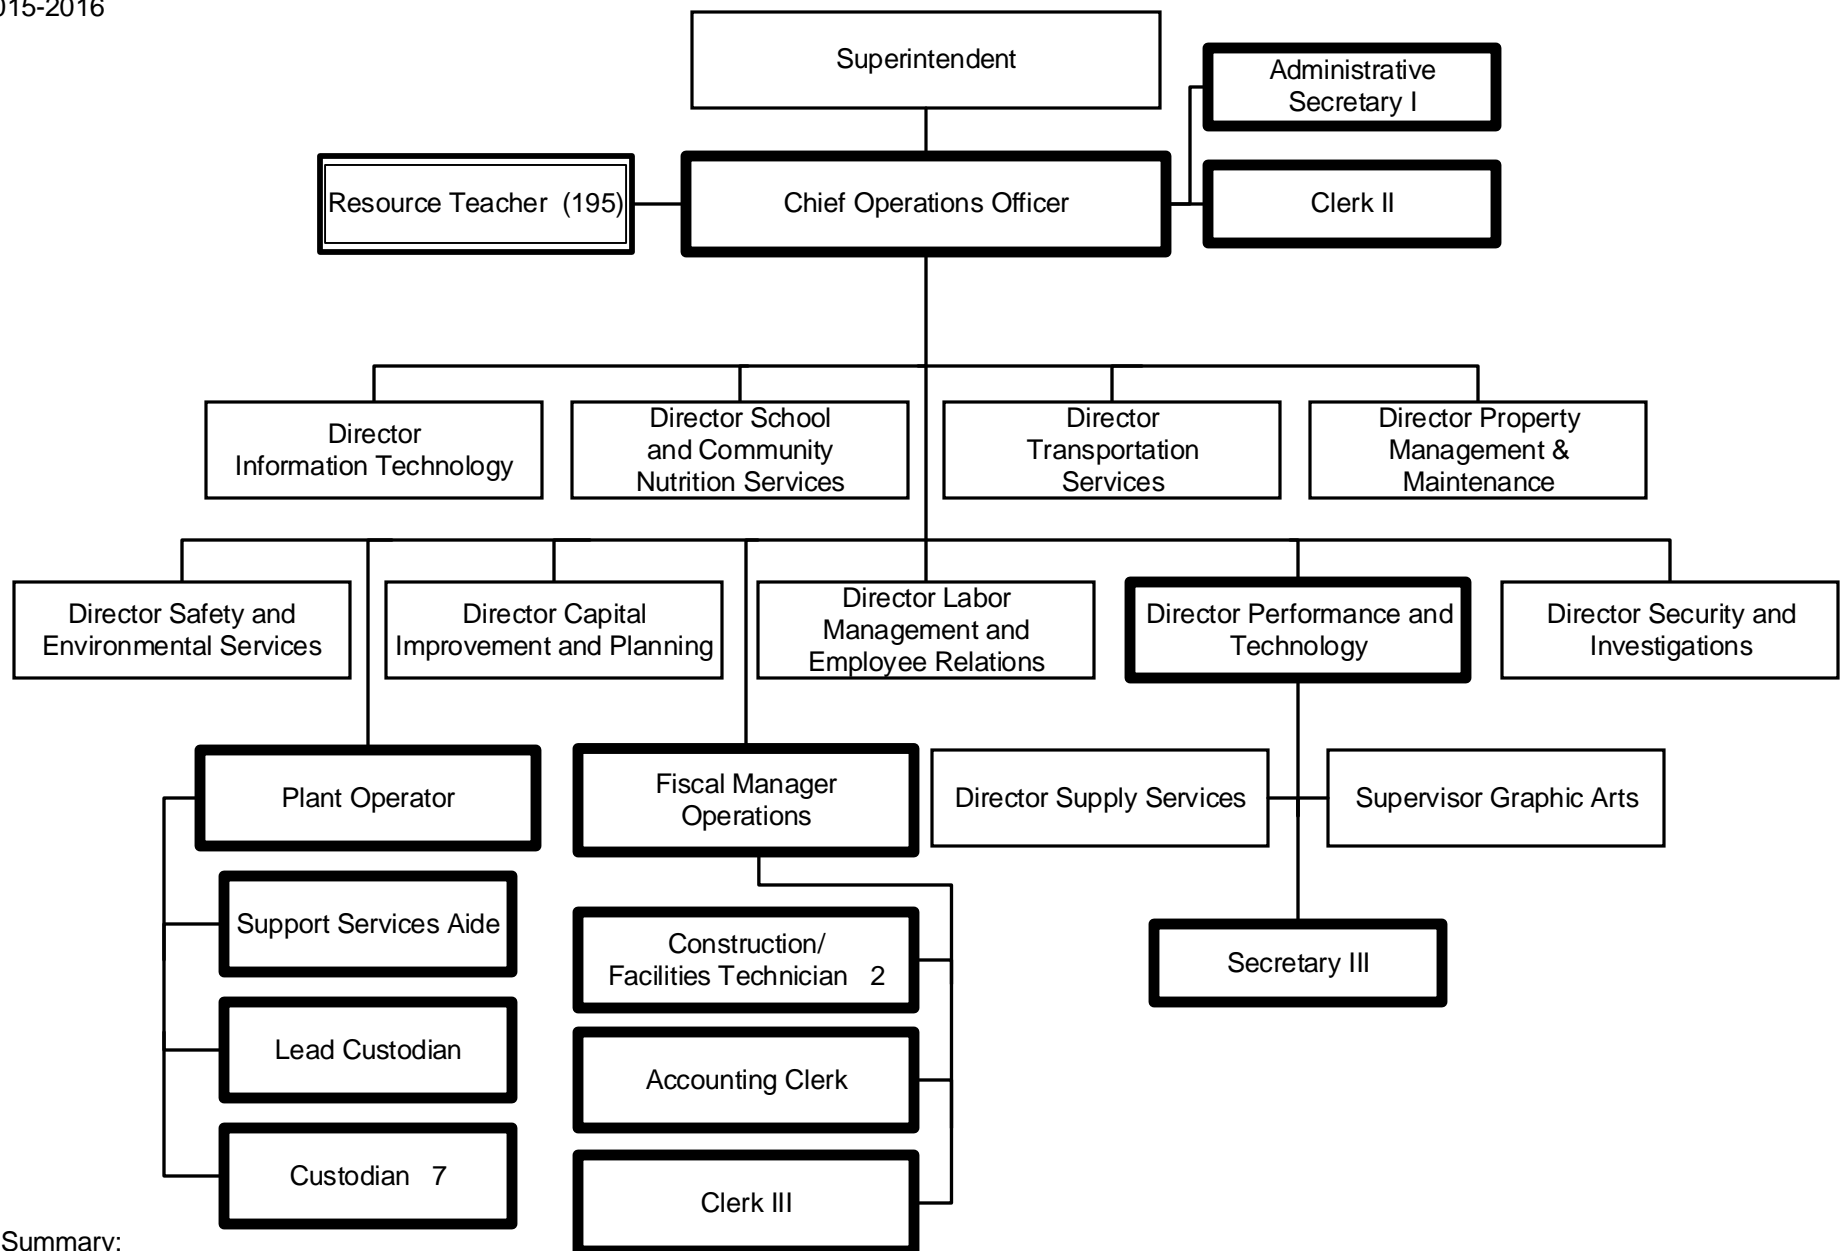 015-2016
Superintendent
Administrative
Secretary I
Resource Teacher (195)
Chief Operations Officer
Clerk II
Director
Information Technology
Director School
and Community
Nutrition Services
Director
Transportation
Services
Director Property
Management &
Maintenance
Director Safety and
Environmental Services
Director Capital
Improvement and Planning
Director Labor
Management and
Employee Relations
Director Performance and
Technology
Director Security and
Investigations
Plant Operator
Fiscal Manager
Operations
Director Supply Services
Supervisor Graphic Arts
Support Services Aide
Construction/
Facilities Technician 2
Secretary III
Lead Custodian
Accounting Clerk
Custodian 7
Clerk III
Summary: